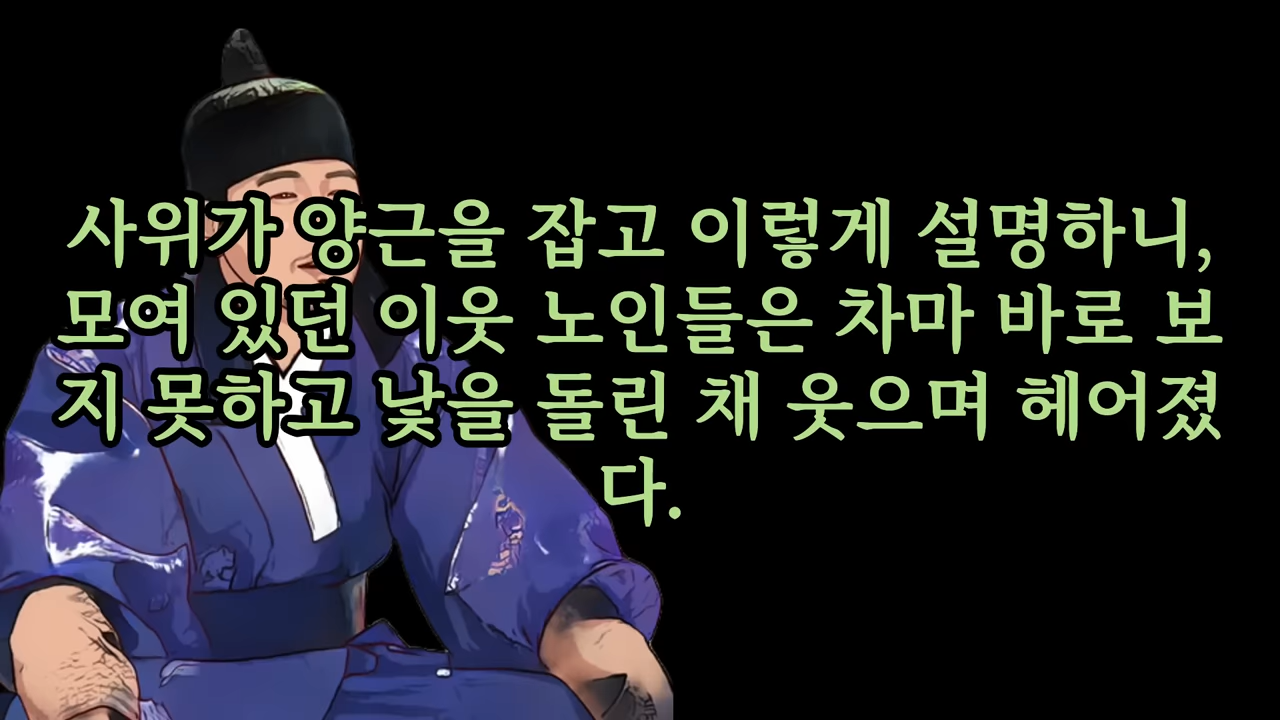 사위가 양근을 잡고 이렇게 설명하니,
모여 있던 이웃 노인들은 차마 바로 보
지 못하고 낯을 돌린 채 웃으며 헤어졌
다.